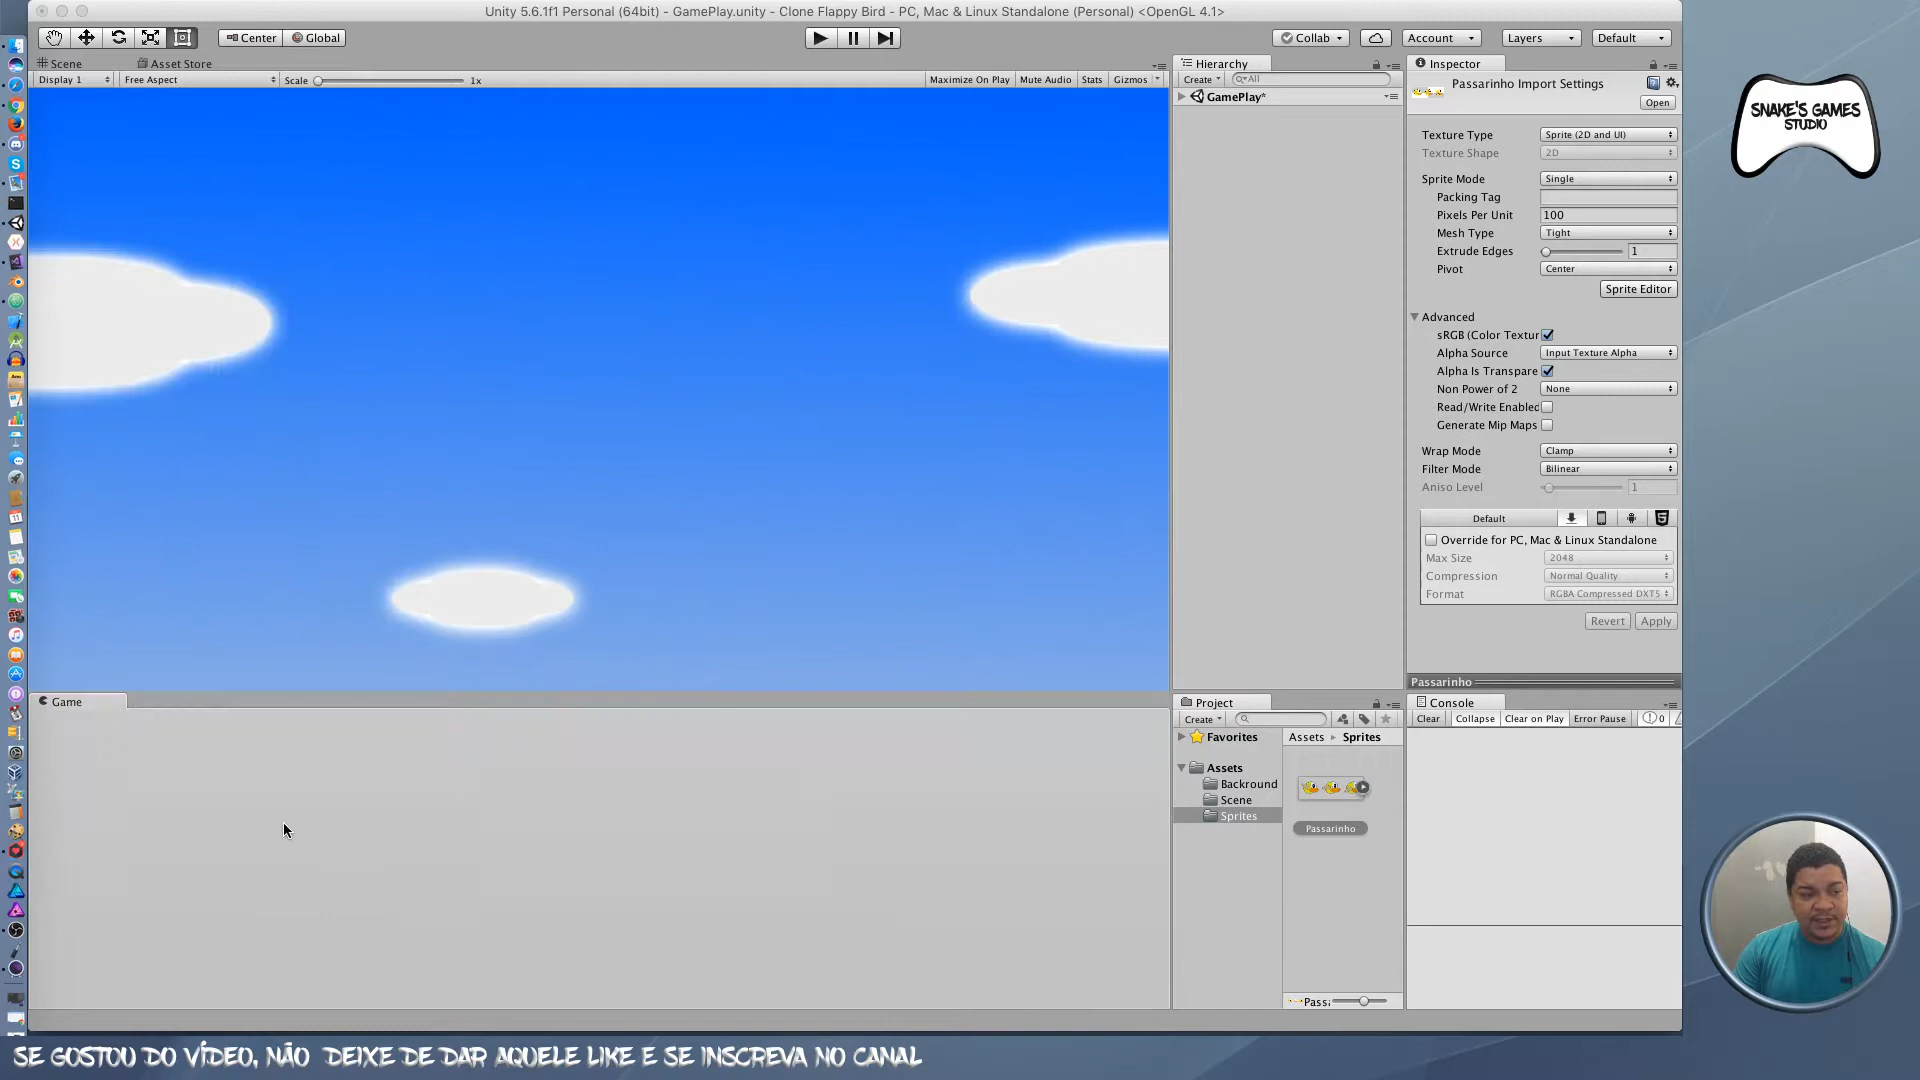 Unity 5.6.1f1 Personal (64bit) - GamePlay.unity - Clone Flappy Bird - PC, Mac & Linux Standalone (Personal) <OpenGL 4.1>
Center Global
Collab Account Layers Default
Scene Asset Store
Display 1 Free Aspect Scale 1x Maximize On Play Mute Audio Stats Gizmos
Hierarchy
Create All
GamePlay*
Inspector
Passarinho Import Settings
Open
Texture Type Sprite (2D and UI)
Texture Shape 2D
Sprite Mode Single
Packing Tag
Pixels Per Unit 100
Mesh Type Tight
Extrude Edges 1
Pivot Center
Sprite Editor
Advanced
sRGB (Color Textur
Alpha Source Input Texture Alpha
Alpha Is Transpare
Non Power of 2 None
Read/Write Enabled
Generate Mip Maps
Wrap Mode Clamp
Filter Mode Bilinear
Aniso Level 1
Default
Override for PC, Mac & Linux Standalone
Max Size 2048
Compression Normal Quality
Format RGBA Compressed DXT5
Revert Apply
Passarinho
Game
Project
Create
Favorites
Assets
Backround
Scene
Sprites
Assets Sprites
Passarinho
Pass
Console
Clear Collapse Clear on Play Error Pause 0
SNAKE'S GAMES
STUDIO
SE GOSTOU DO VÍDEO, NÃO DEIXE DE DAR AQUELE LIKE E SE INSCREVA NO CANAL